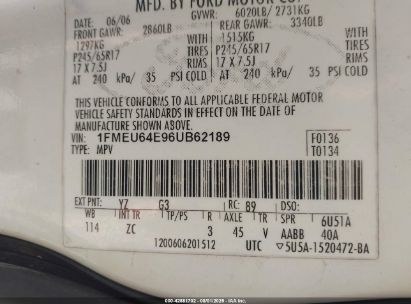 MFD. BY FORD MOTOR CO.
DATE: 06/06 GVWR: 6020LB/ 2731KG
FRONT GAWR: 2860LB REAR GAWR: 3340LB
1297KG WITH 1515KG WITH
P245/65R17 TIRES P245/65R17 TIRES
17 X 7.5J RIMS 17 X 7.5J RIMS
AT 240 kPa/ 35 PSI COLD AT 240 kPa/ 35 PSI COLD
THIS VEHICLE CONFORMS TO ALL APPLICABLE FEDERAL MOTOR
VEHICLE SAFETY STANDARDS IN EFFECT ON THE DATE OF
MANUFACTURE SHOWN ABOVE.
VIN: 1FMEU64E96UB62189 F0136
TYPE: MPV T0134
EXT PNT: YZ G3 RC: 89 DSO:
WB INT TR TP/PS R AXLE TR SPR 6U51A
114 ZC 3 45 V AABB 40A
1200606201512 UTC ▽5U5A-1520472-BA